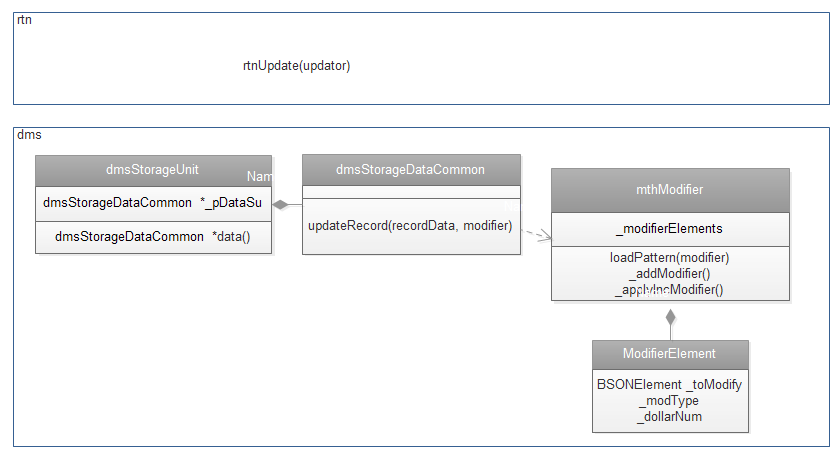 rtn
rtnUpdate(updator)
dms
dmsStorageUnit
Nam
dmsStorageDataCommon *_pDataSu
dmsStorageDataCommon *data()
dmsStorageDataCommon
updateRecord(recordData, modifier)
mthModifier
_modifierElements
loadPattern(modifier)
_addModifier()
_applyIncModifier()
ModifierElement
BSONElement _toModify
_modType
_dollarNum